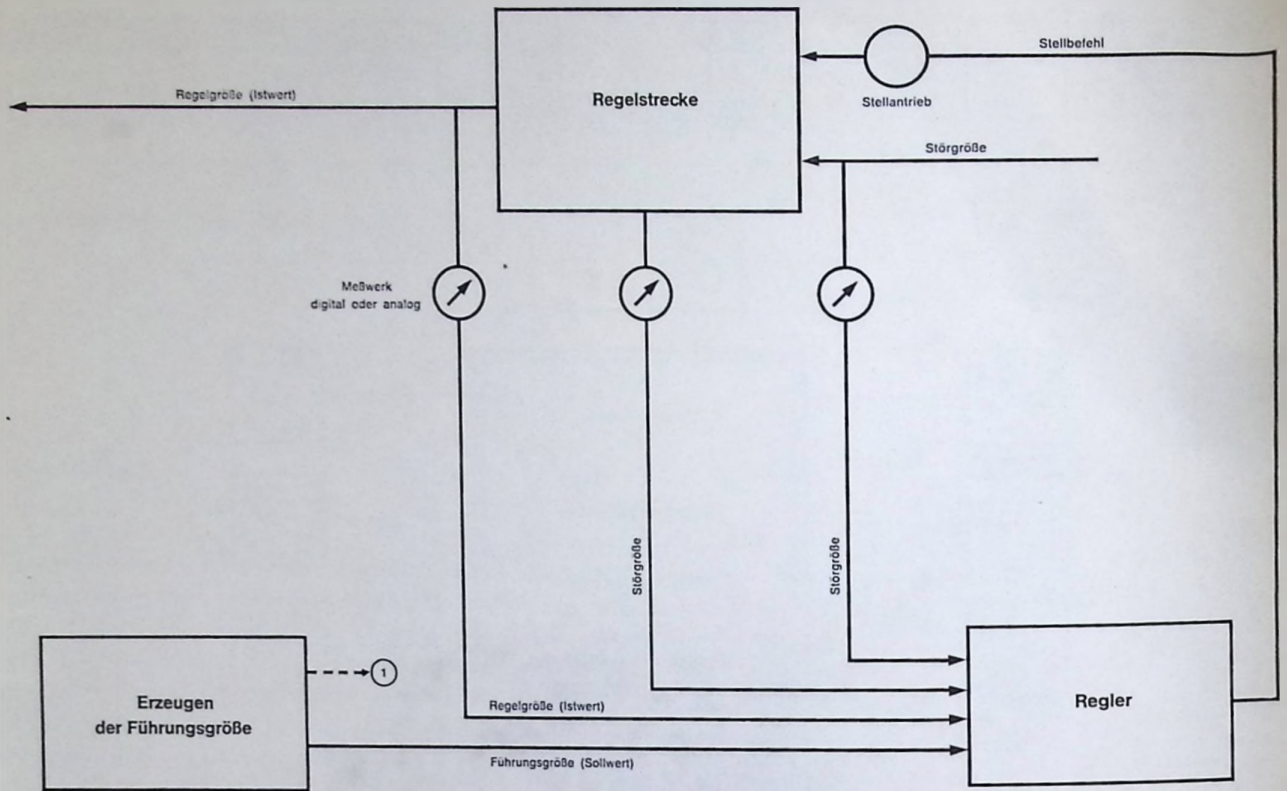 Stellbefehl
Regelgröße (Istwert)
Regelstrecke
Stellantrieb
Störgröße
Meßwerk
digital oder analog
Störgröße
Störgröße
Erzeugen
der Führungsgröße
1
Regelgröße (Istwert)
Regler
Führungsgröße (Sollwert)